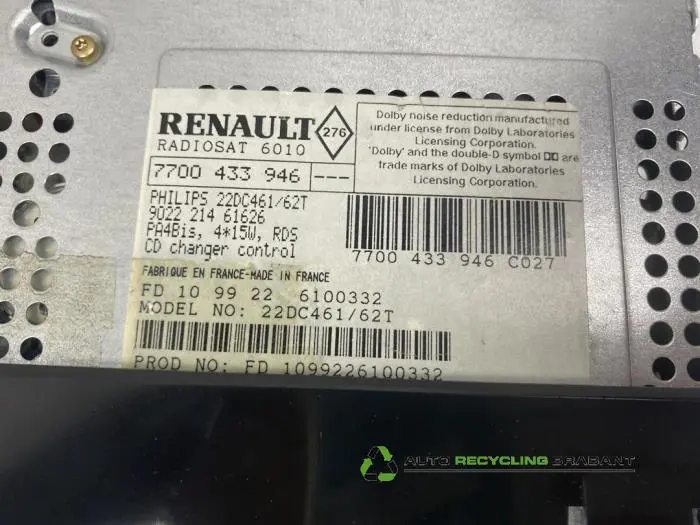 RENAULT 276
RADIOSAT 6010
7700 433 946 ---
PHILIPS 22DC461/62T
9022 214 61626
PA4Bis, 4*15W, RDS
CD changer control
Dolby noise reduction manufactured
under license from Dolby Laboratories
Licensing Corporation.
'Dolby' and the double-D symbol are
trade marks of Dolby Laboratories
Licensing Corporation.
7700 433 946 C027
FABRIQUE EN FRANCE-MADE IN FRANCE
FD 10 99 22 6100332
MODEL NO: 22DC461/62T
PROD NO: FD 1099226100332
AUTO RECYCLING BRABANT